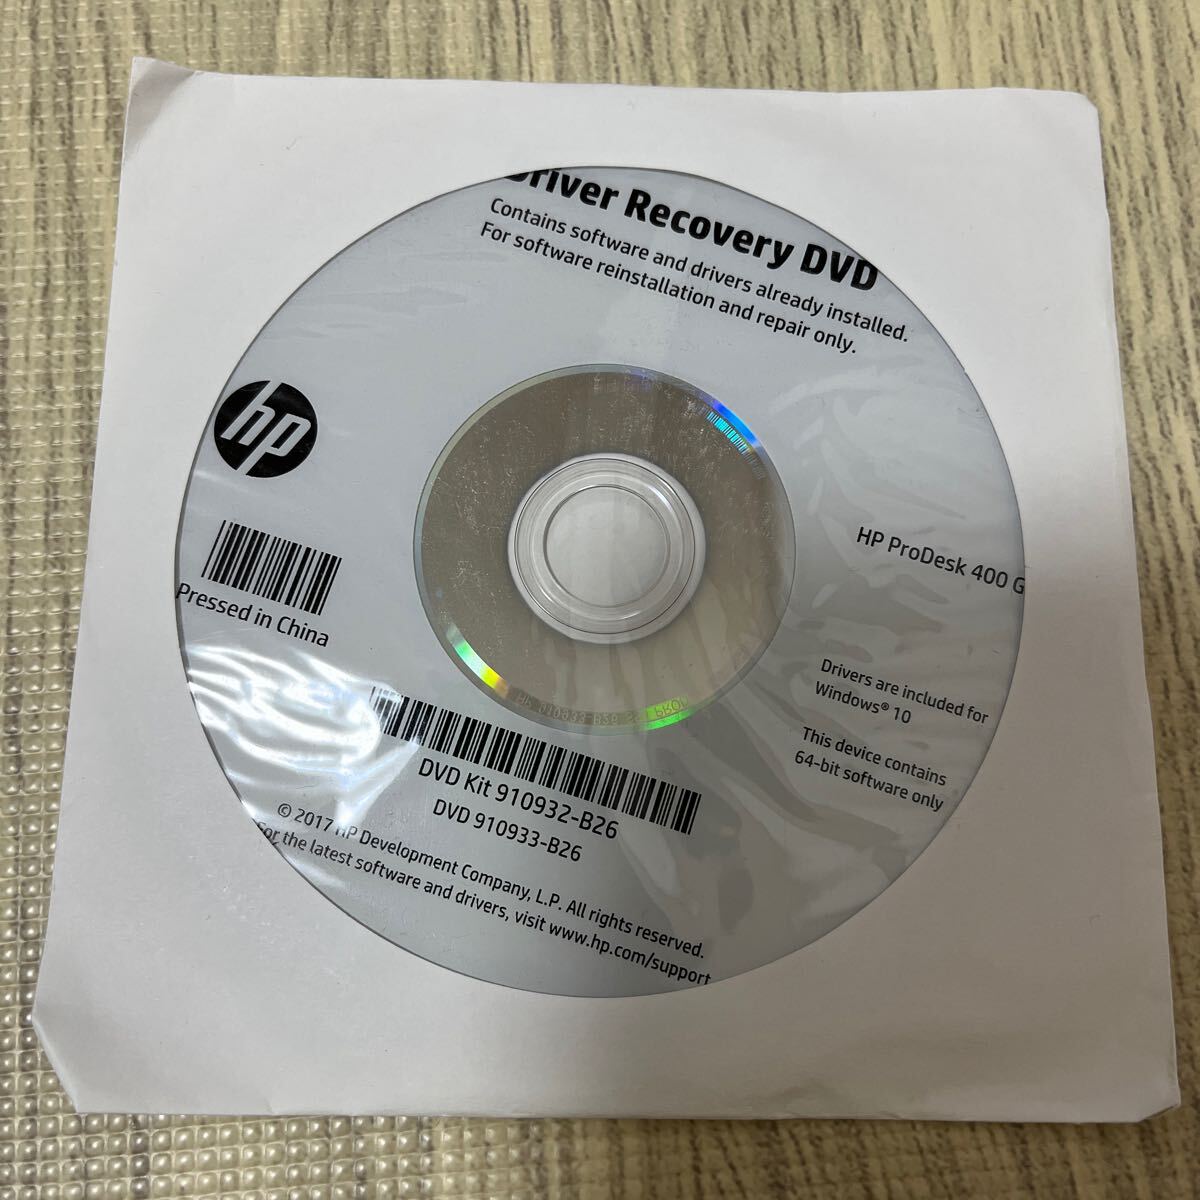 Driver Recovery DVD
Contains software and drivers already installed.
For software reinstallation and repair only.
hp
HP ProDesk 400 G
Pressed in China
Drivers are included for
Windows® 10
This device contains
64-bit software only
DVD Kit 910932-B26
DVD 910933-B26
© 2017 HP Development Company, L.P. All rights reserved.
For the latest software and drivers, visit www.hp.com/support